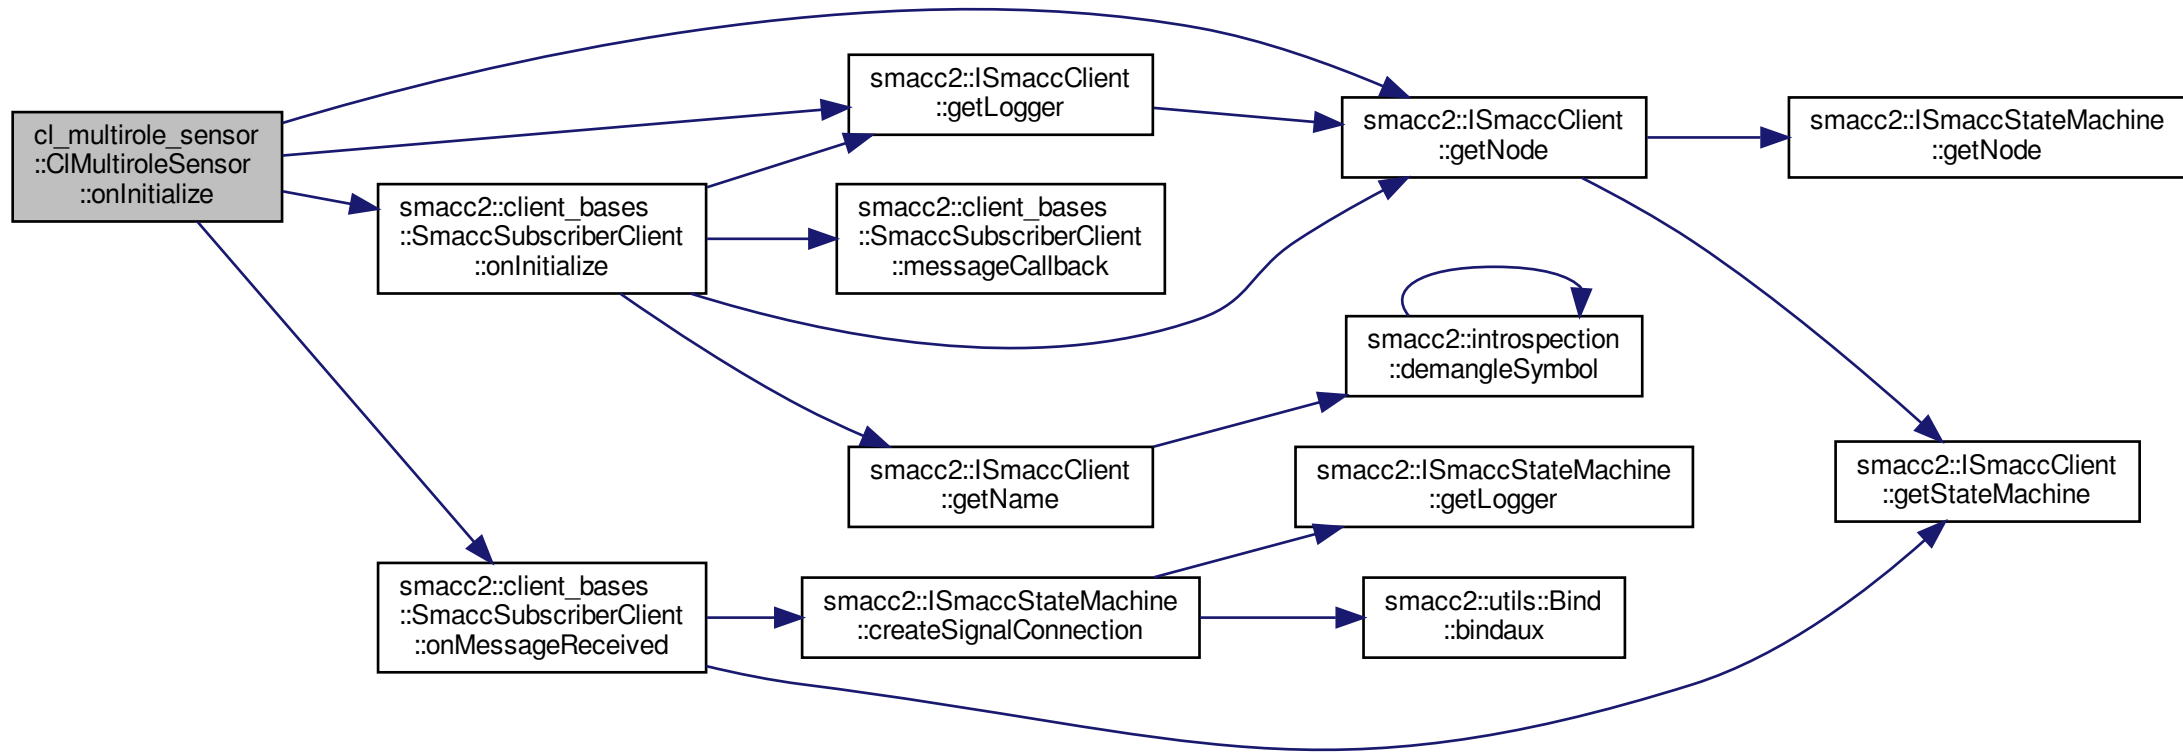 cl_multirole_sensor
::ClMultiroleSensor
::onInitialize
smacc2::ISmaccClient
::getLogger
smacc2::ISmaccClient
::getNode
smacc2::ISmaccStateMachine
::getNode
smacc2::client_bases
::SmaccSubscriberClient
::onInitialize
smacc2::client_bases
::SmaccSubscriberClient
::messageCallback
smacc2::introspection
::demangleSymbol
smacc2::ISmaccClient
::getName
smacc2::ISmaccStateMachine
::getLogger
smacc2::ISmaccClient
::getStateMachine
smacc2::client_bases
::SmaccSubscriberClient
::onMessageReceived
smacc2::ISmaccStateMachine
::createSignalConnection
smacc2::utils::Bind
::bindaux